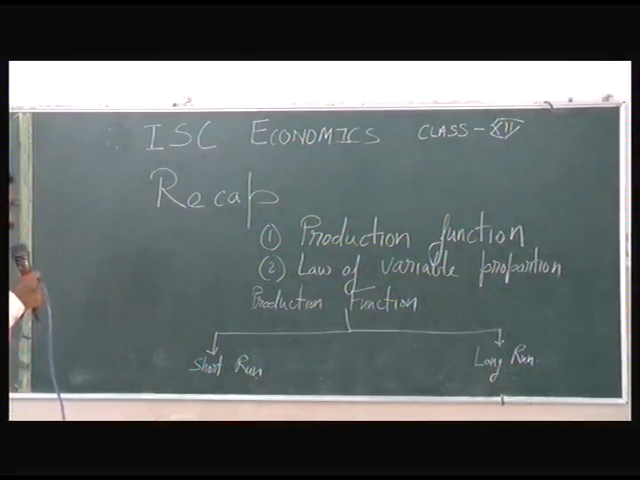 ISC ECONOMICS CLASS-XII
Recap
① Production function
② Law of variable proportion
Production Function
Short Run
Long Run